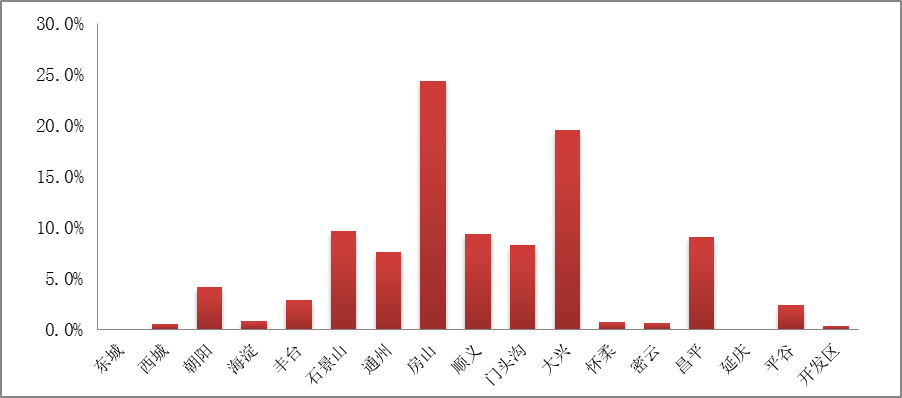 30.0%
25.0%
20.0%
15.0%
10.0%
5.0%
0.0%
东城
西城
朝阳
海淀
丰台
石景山
通州
房山
顺义
门头沟
大兴
怀柔
密云
昌平
延庆
平谷
开发区